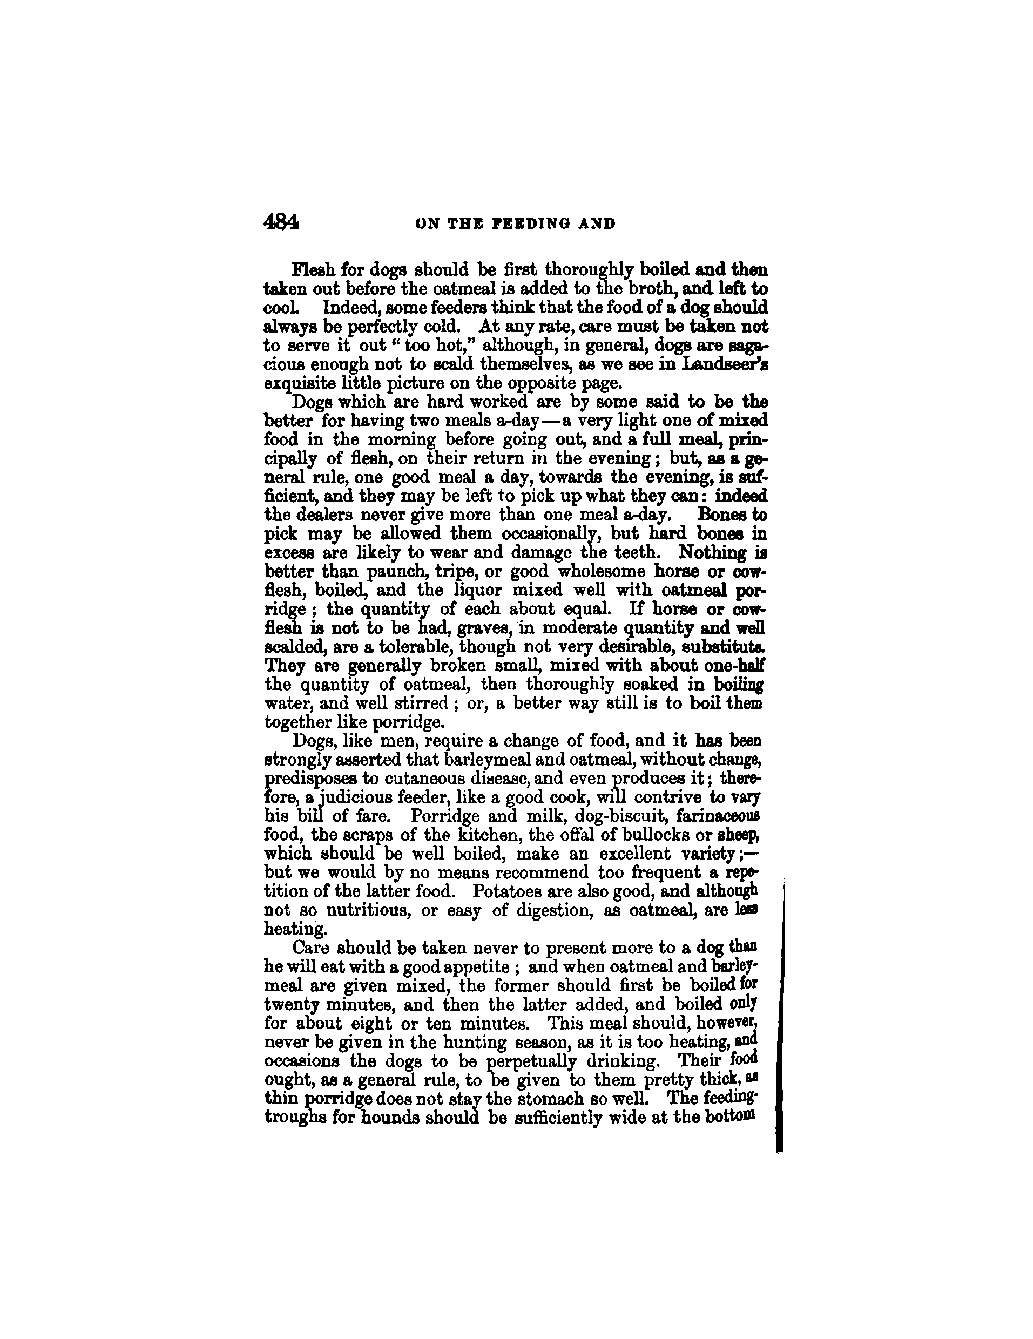 484 ON THE FEEDING AND
Flesh for dogs should be first thoroughly boiled and then
taken out before the oatmeal is added to the broth, and left to
cool. Indeed, some feeders think that the food of a dog should
always be perfectly cold. At any rate, care must be taken not
to serve it out “ too hot,” although, in general, dogs are saga-
cious enough not to scald themselves, as we see in Landseer's
exquisite little picture on the opposite page.
Dogs which are hard worked are by some said to be the
better for having two meals a-day—a very light one of mixed
food in the morning before going out, and a full meal, prin-
cipally of flesh, on their return in the evening ; but, as a ge-
neral rule, one good meal a day, towards the evening, is suf-
ficient, and they may be left to pick up what they can : indeed
the dealers never give more than one meal a-day. Bones to
pick may be allowed them occasionally, but hard bones in
excess are likely to wear and damage the teeth. Nothing is
better than paunch, tripe, or good wholesome horse or cow-
flesh, boiled, and the liquor mixed well with oatmeal por-
ridge ; the quantity of each about equal. If horse or cow-
flesh is not to be had, graves, in moderate quantity and well
scalded, are a tolerable, though not very desirable, substitute.
They are generally broken small, mixed with about one-half
the quantity of oatmeal, then thoroughly soaked in boiling
water, and well stirred ; or, a better way still is to boil them
together like porridge.
Dogs, like men, require a change of food, and it has been
strongly asserted that barleymeal and oatmeal, without change,
predisposes to cutaneous disease, and even produces it ; there-
fore, a judicious feeder, like a good cook, will contrive to vary
his bill of fare. Porridge and milk, dog-biscuit, farinaceous
food, the scraps of the kitchen, the offal of bullocks or sheep,
which should be well boiled, make an excellent variety ;—
but we would by no means recommend too frequent a repe-
tition of the latter food. Potatoes are also good, and although
not so nutritious, or easy of digestion, as oatmeal, are less
heating.
Care should be taken never to present more to a dog than
he will eat with a good appetite ; and when oatmeal and barley-
meal are given mixed, the former should first be boiled for
twenty minutes, and then the latter added, and boiled only
for about eight or ten minutes. This meal should, however,
never be given in the hunting season, as it is too heating, and
occasions the dogs to be perpetually drinking. Their food
ought, as a general rule, to be given to them pretty thick, as
thin porridge does not stay the stomach so well. The feeding-
troughs for hounds should be sufficiently wide at the bottom